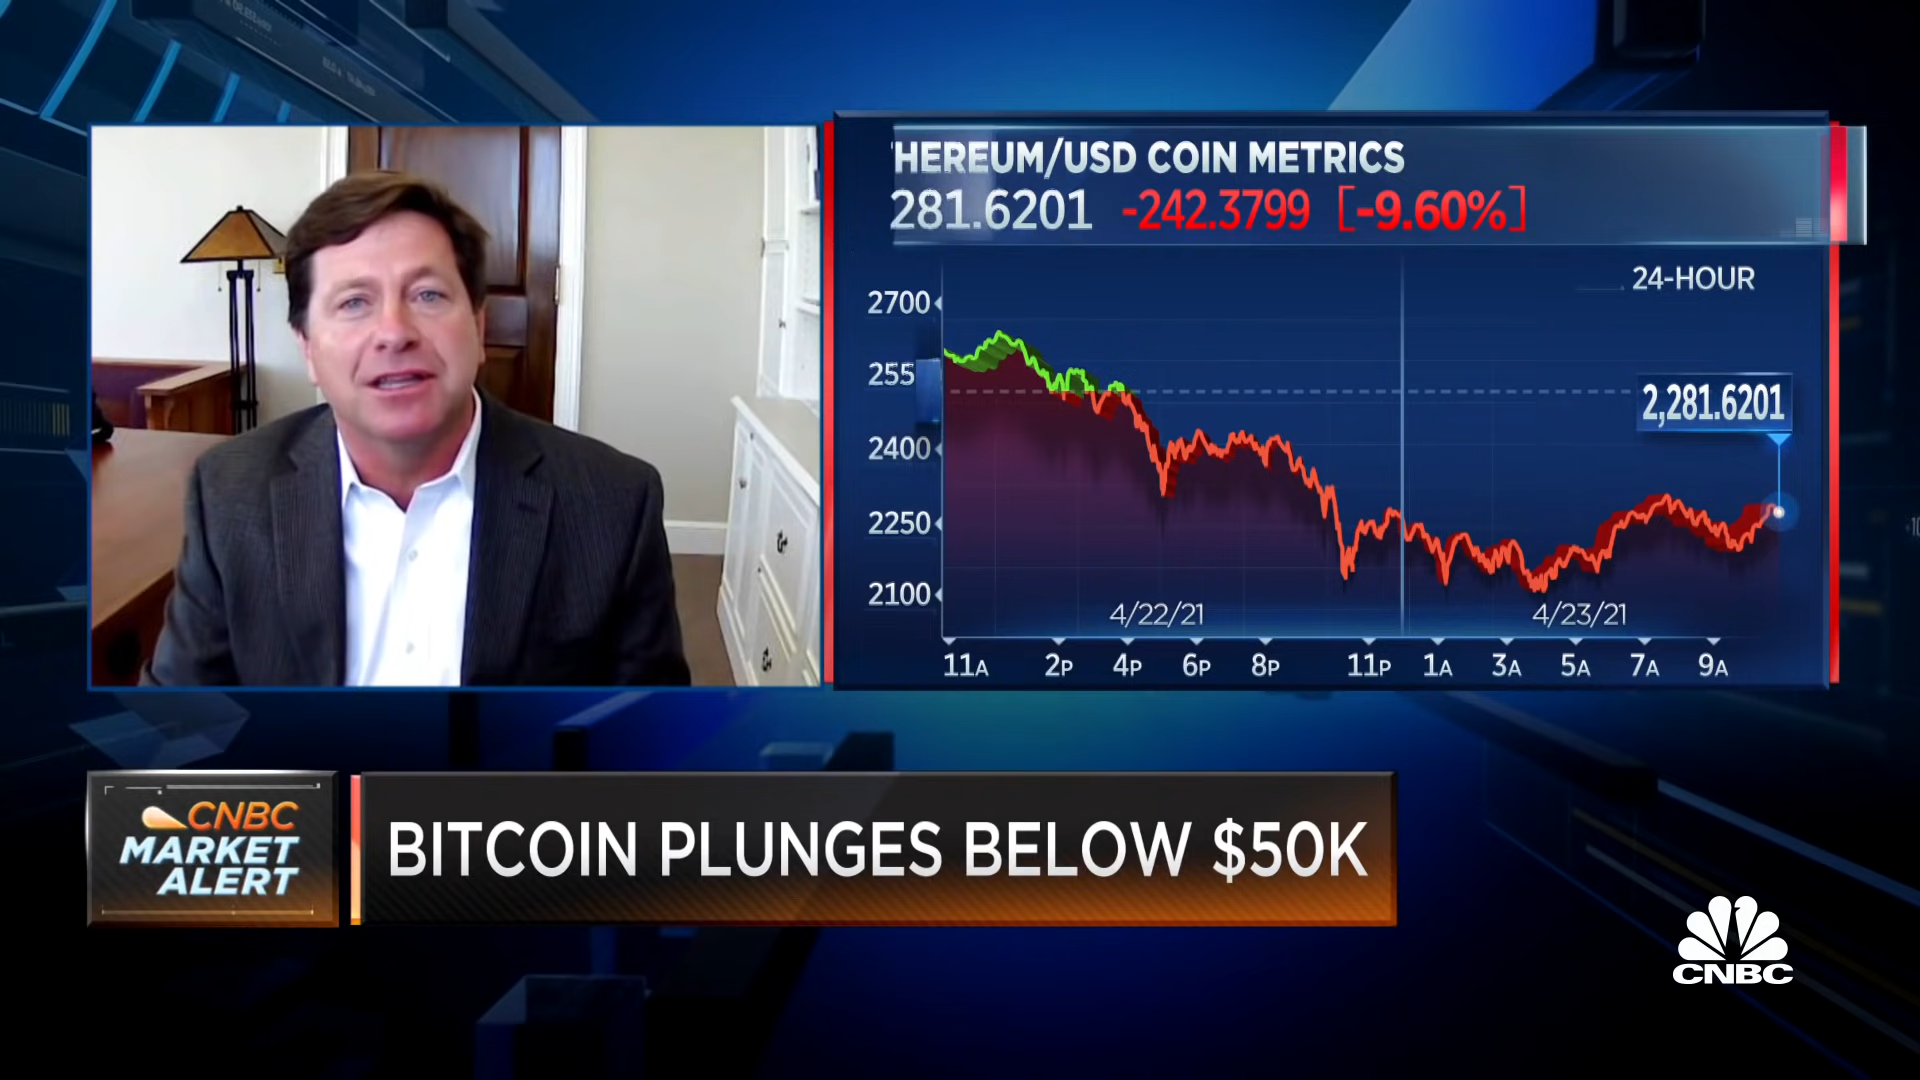 HEREUM/USD COIN METRICS
281.6201 -242.3799 [-9.60%]
24-HOUR
2700
255
2400
2250
2100
2,281.6201
4/22/21 4/23/21
11A 2P 4P 6P 8P 11P 1A 3A 5A 7A 9A
CNBC
MARKET
ALERT
BITCOIN PLUNGES BELOW $50K
CNBC